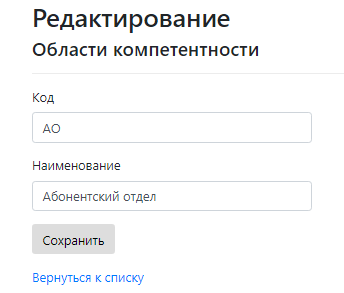 Редактирование
Области компетентности
Код
АО
Наименование
Абонентский отдел
Сохранить
Вернуться к списку